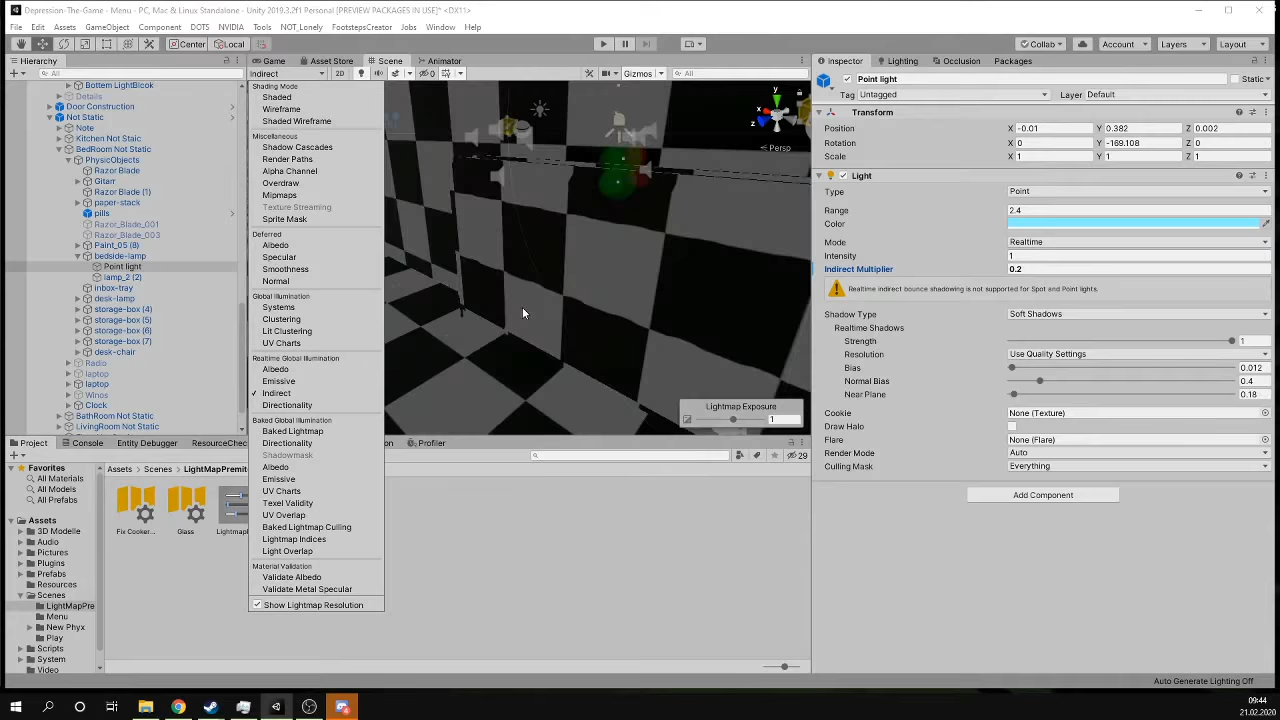 Depression-The-Game - Menu - PC, Mac & Linux Standalone - Unity 2019.3.2f1 Personal [PREVIEW PACKAGES IN USE]* <DX11>
File Edit Assets GameObject Component DOTS NVIDIA Tools NOT_Lonely FootstepsCreator Jobs Window Help
Center Local Collab Account Layers Layout
Hierarchy
All
Bottem LightBlcok
Details
Door Construction
Not Static
Note
Kitchen Not Staic
BedRoom Not Static
PhysicObjects
Razor Blade
Gitarr
Razor Blade (1)
paper-stack
pills
Razor_Blade_001
Razor_Blade_003
Paint_05 (8)
bedside-lamp
Point light
lamp_2 (2)
inbox-tray
desk-lamp
storage-box (4)
storage-box (5)
storage-box (6)
storage-box (7)
desk-chair
Radio
laptop
laptop
Winos
Clock
BathRoom Not Static
LivingRoom Not Static
Game Asset Store Scene Animator
Indirect 2D 0 Gizmos All
Shading Mode
Shaded
Wireframe
Shaded Wireframe
Miscellaneous
Shadow Cascades
Render Paths
Alpha Channel
Overdraw
Mipmaps
Texture Streaming
Sprite Mask
Deferred
Albedo
Specular
Smoothness
Normal
Global Illumination
Systems
Clustering
Lit Clustering
UV Charts
Realtime Global Illumination
Albedo
Emissive
Indirect
Directionality
Baked Global Illumination
Baked Lightmap
Directionality
Shadowmask
Albedo
Emissive
UV Charts
Texel Validity
UV Overlap
Baked Lightmap Culling
Lightmap Indices
Light Overlap
Material Validation
Validate Albedo
Validate Metal Specular
Show Lightmap Resolution
y
x
z
Persp
Lightmap Exposure
1
Inspector Lighting Occlusion Packages
Point light Static
Tag Untagged Layer Default
Transform
Position X -0.01 Y 0.382 Z 0.002
Rotation X 0 Y -169.108 Z 0
Scale X 1 Y 1 Z 1
Light
Type Point
Range 2.4
Color
Mode Realtime
Intensity 1
Indirect Multiplier 0.2
Realtime indirect bounce shadowing is not supported for Spot and Point lights.
Shadow Type Soft Shadows
Realtime Shadows
Strength 1
Resolution Use Quality Settings
Bias 0.012
Normal Bias 0.4
Near Plane 0.18
Cookie None (Texture)
Draw Halo
Flare None (Flare)
Render Mode Auto
Culling Mask Everything
Add Component
Project Console Entity Debugger ResourceChec Profiler
29
Favorites
All Materials
All Models
All Prefabs
Assets
3D Modelle
Audio
Pictures
Plugins
Prefabs
Resources
Scenes
LightMapPre
Menu
New Phyx
Play
Scripts
System
Video
Assets Scenes LightMapPremite
Fix Cooker... Glass Lightmap
Auto Generate Lighting Off
09:44
21.02.2020